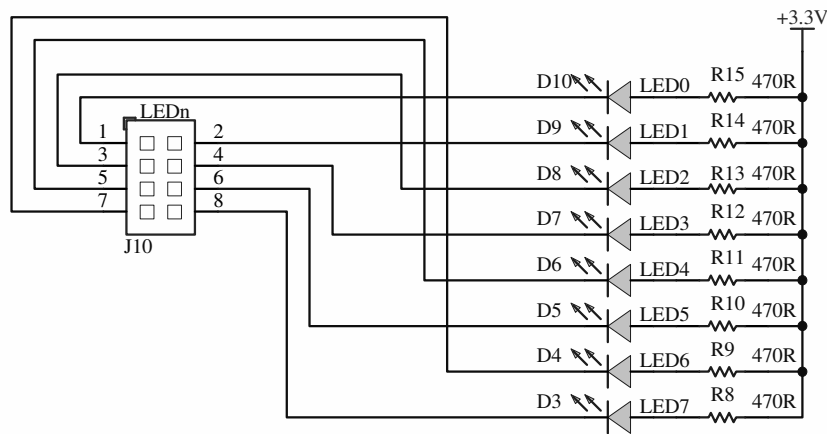 +3.3V
D10 LED0 R15 470R
LEDn
1 2 D9 LED1 R14 470R
3 4 D8 LED2 R13 470R
5 6 D7 LED3 R12 470R
7 8 D6 LED4 R11 470R
J10
D5 LED5 R10 470R
D4 LED6 R9 470R
D3 LED7 R8 470R